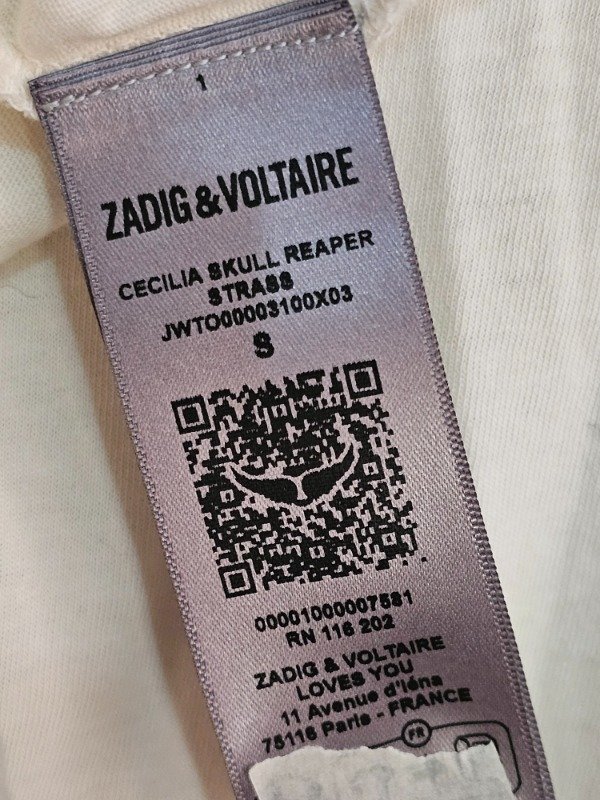 1
ZADIG & VOLTAIRE
CECILIA SKULL REAPER
STRASS
JWTO00003100X03
S
00001000007581
RN 116 202
ZADIG & VOLTAIRE
LOVES YOU
11 Avenue d'Iéna
75116 Paris - FRANCE
FR